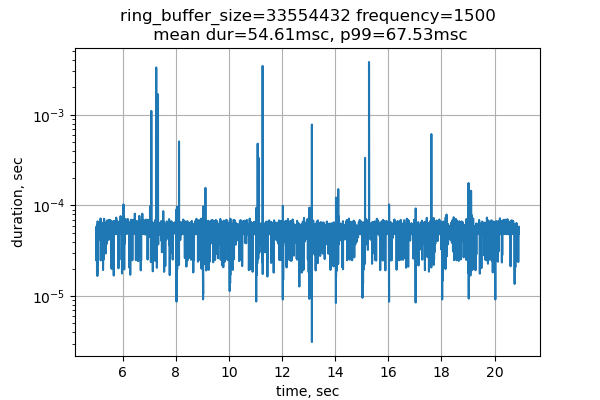 ring_buffer_size=33554432 frequency=1500
mean dur=54.61msc, p99=67.53msc
duration, sec
10⁻³
10⁻⁴
10⁻⁵
6 8 10 12 14 16 18 20
time, sec